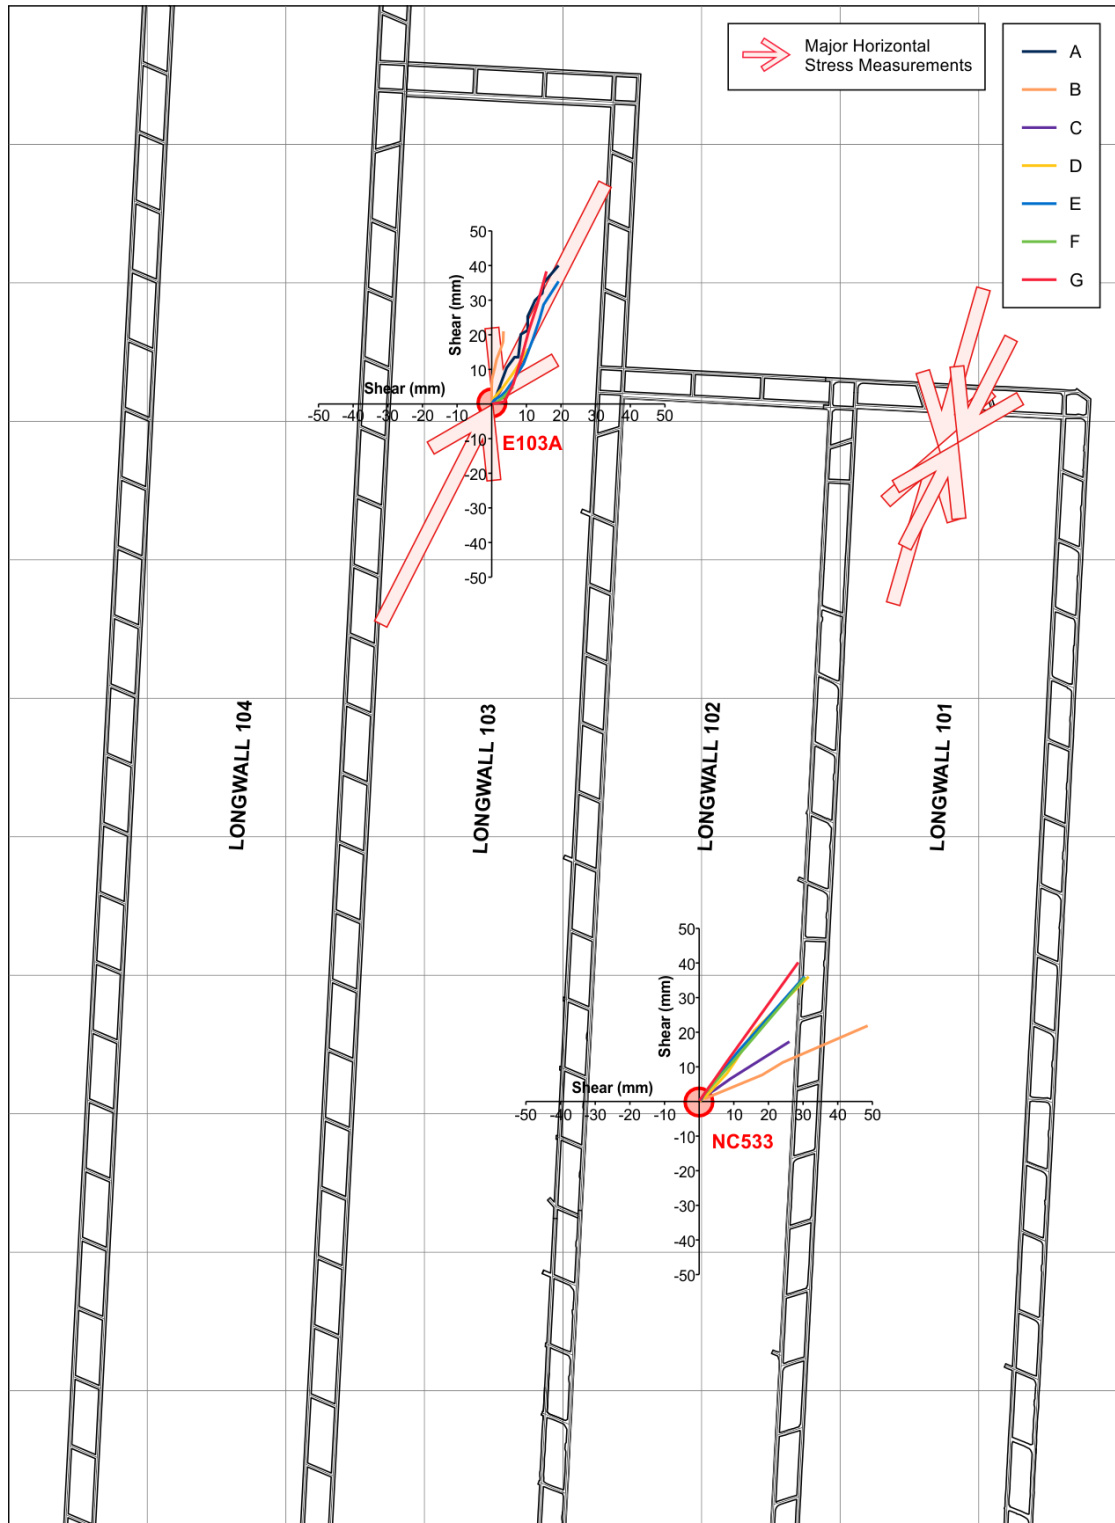 Major Horizontal
Stress Measurements
A
B
C
D
E
F
G
50
40
30
20
10
Shear (mm)
Shear (mm)
-50 -40 -30 -20 -10 10 20 30 40 50
E103A
-10
-20
-30
-40
-50
LONGWALL 104
LONGWALL 103
LONGWALL 102
LONGWALL 101
50
40
30
20
10
Shear (mm)
Shear (mm)
-50 -40 -30 -20 -10 10 20 30 40 50
NC533
-10
-20
-30
-40
-50